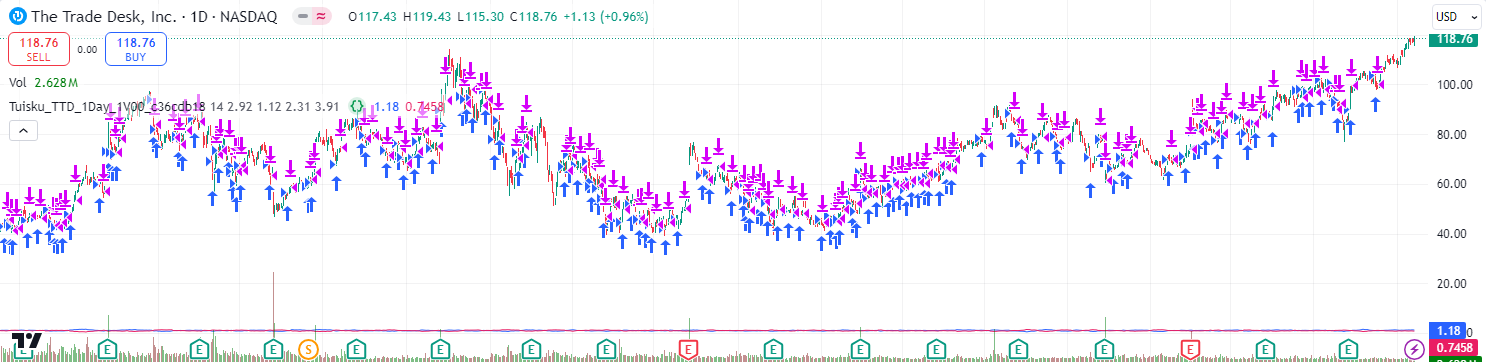 The Trade Desk, Inc. · 1D · NASDAQ O117.43 H119.43 L115.30 C118.76 +1.13 (+0.96%)
USD
118.76 SELL 0.00 118.76 BUY
118.76
Vol 2.628 M
100.00
Tuisku_TTD_1Day_1V00_c36cdb18 14 2.92 1.12 2.31 3.91 1.18 0.7458
80.00
60.00
40.00
20.00
1.18
0.7458
E E E S E E E E E E E E E E E E E